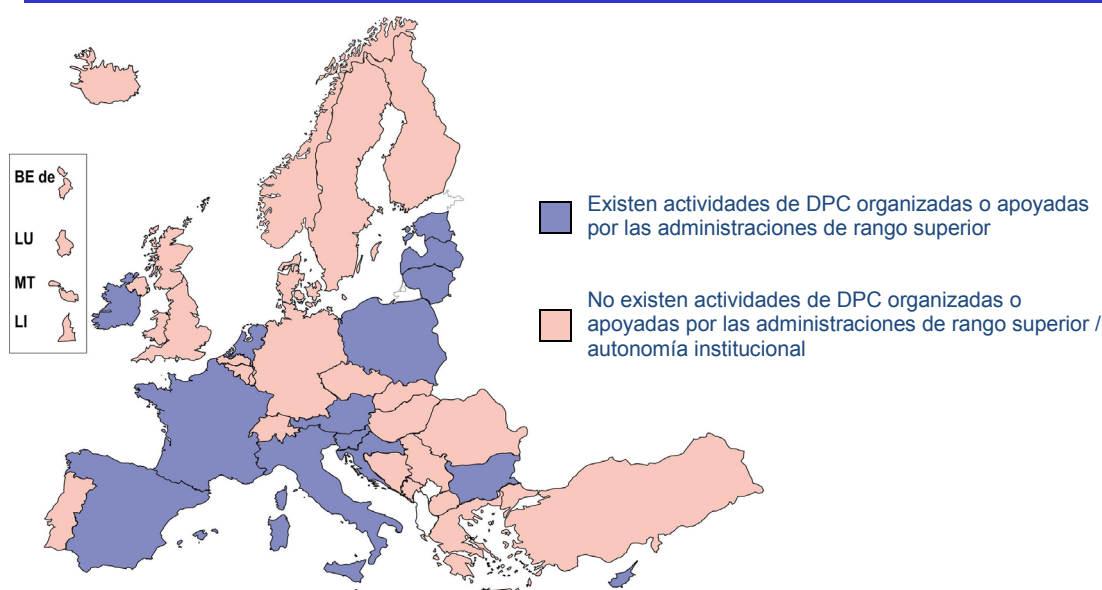 BE de
LU
MT
LI
Existen actividades de DPC organizadas o apoyadas
por las administraciones de rango superior
No existen actividades de DPC organizadas o
apoyadas por las administraciones de rango superior /
autonomía institucional